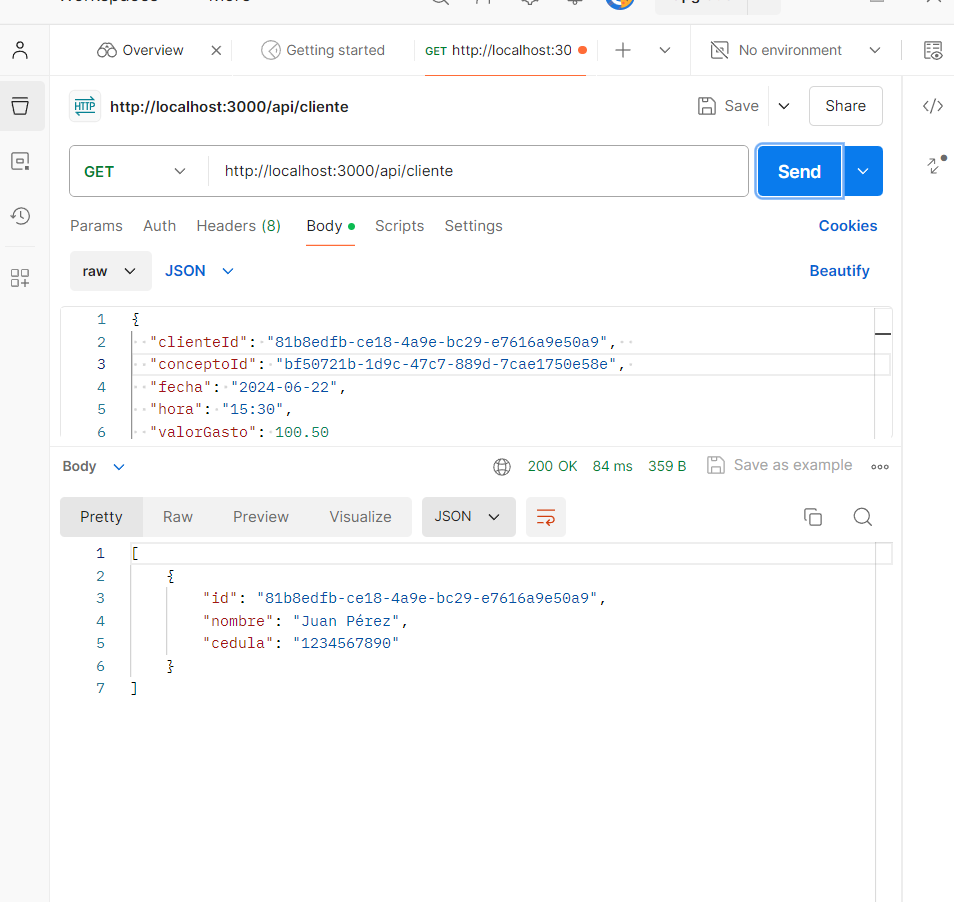 Workspaces More
Overview Getting started GET http://localhost:30 No environment
HTTP http://localhost:3000/api/cliente Save Share
GET http://localhost:3000/api/cliente Send
Params Auth Headers (8) Body Scripts Settings Cookies
raw JSON Beautify
1 {
2 "clienteId": "81b8edfb-ce18-4a9e-bc29-e7616a9e50a9",
3 "conceptoId": "bf50721b-1d9c-47c7-889d-7cae1750e58e",
4 "fecha": "2024-06-22",
5 "hora": "15:30",
6 "valorGasto": 100.50
Body 200 OK 84 ms 359 B Save as example
Pretty Raw Preview Visualize JSON
1 [
2 {
3 "id": "81b8edfb-ce18-4a9e-bc29-e7616a9e50a9",
4 "nombre": "Juan Pérez",
5 "cedula": "1234567890"
6 }
7 ]